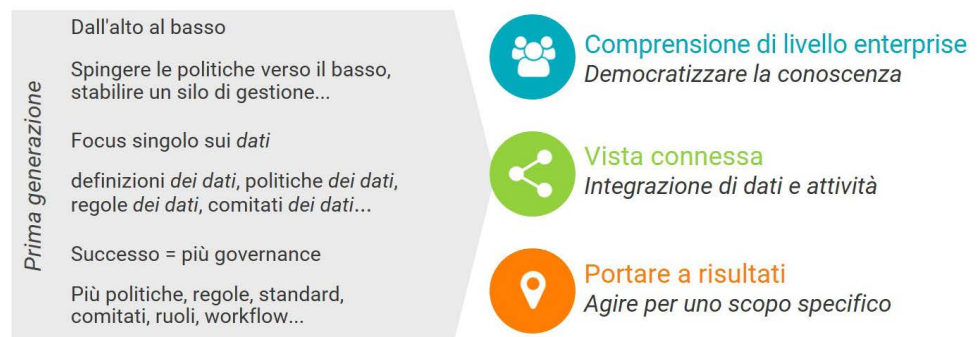 Prima generazione
Dall'alto al basso
Spingere le politiche verso il basso,
stabilire un silo di gestione...
Focus singolo sui dati
definizioni dei dati, politiche dei dati,
regole dei dati, comitati dei dati...
Successo = più governance
Più politiche, regole, standard,
comitati, ruoli, workflow...
Comprensione di livello enterprise
Democratizzare la conoscenza
Vista connessa
Integrazione di dati e attività
Portare a risultati
Agire per uno scopo specifico